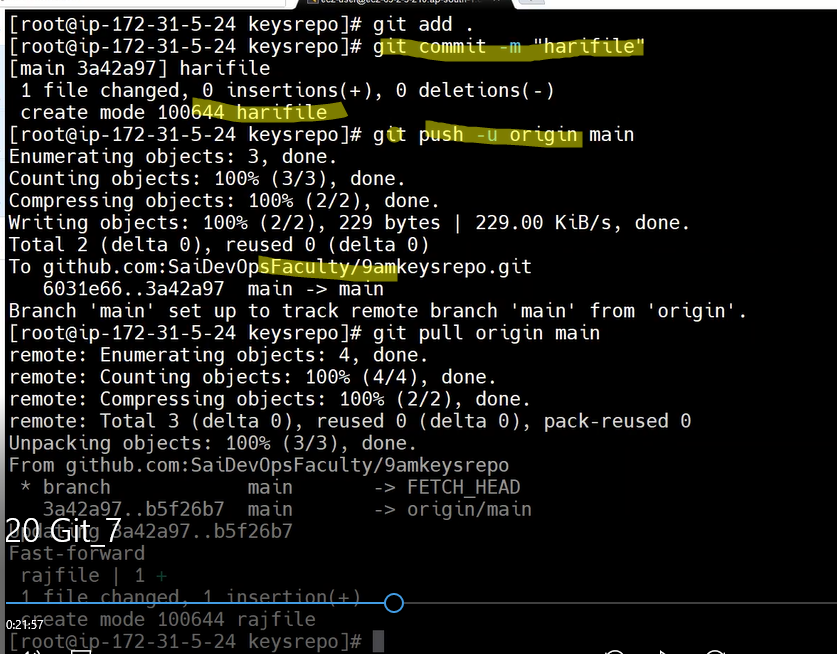 [root@ip-172-31-5-24 keysrepo]# git add .
[root@ip-172-31-5-24 keysrepo]# git commit -m "harifile"
[main 3a42a97] harifile
1 file changed, 0 insertions(+), 0 deletions(-)
create mode 100644 harifile
[root@ip-172-31-5-24 keysrepo]# git push -u origin main
Enumerating objects: 3, done.
Counting objects: 100% (3/3), done.
Compressing objects: 100% (2/2), done.
Writing objects: 100% (2/2), 229 bytes | 229.00 KiB/s, done.
Total 2 (delta 0), reused 0 (delta 0)
To github.com:SaiDevOpsFaculty/9amkeysrepo.git
6031e66..3a42a97  main -> main
Branch 'main' set up to track remote branch 'main' from 'origin'.
[root@ip-172-31-5-24 keysrepo]# git pull origin main
remote: Enumerating objects: 4, done.
remote: Counting objects: 100% (4/4), done.
remote: Compressing objects: 100% (2/2), done.
remote: Total 3 (delta 0), reused 0 (delta 0), pack-reused 0
Unpacking objects: 100% (3/3), done.
From github.com:SaiDevOpsFaculty/9amkeysrepo
* branch            main       -> FETCH_HEAD
3a42a97..b5f26b7  main       -> origin/main
20 Git_7
Updating 3a42a97..b5f26b7
Fast-forward
rajfile | 1 +
1 file changed, 1 insertion(+)
create mode 100644 rajfile
0:21:57
[root@ip-172-31-5-24 keysrepo]#